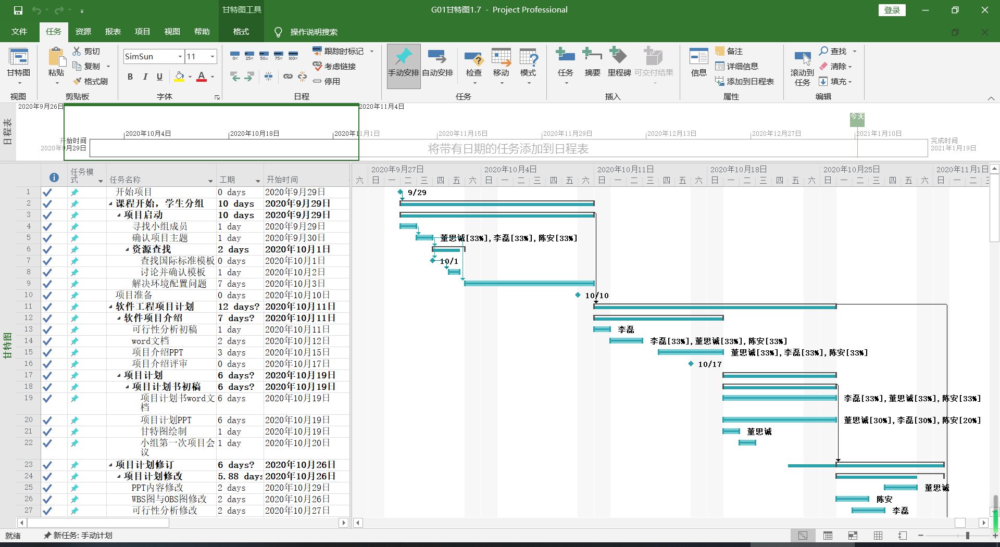 甘特图工具
G01甘特图1.7 - Project Professional
登录
文件 任务 资源 报表 项目 视图 帮助 格式 操作说明搜索
甘特图
视图
粘贴
剪切
复制
格式刷
剪贴板
SimSun 11
B I U A
字体
0% 25% 50% 75% 100%
跟踪时标记
考虑链接
停用
日程
手动安排 自动安排 检查 移动 模式
任务
任务 摘要 里程碑 可交付结果
插入
信息
备注
详细信息
添加到日程表
属性
滚动到
任务
查找
清除
填充
编辑
日程表
2020年9月26日 2020年11月4日
今天
2020年10月4日 2020年10月18日 2020年11月1日 2020年11月15日 2020年11月29日 2020年12月13日 2020年12月27日 2021年1月10日
开始时间
2020年9月29日
将带有日期的任务添加到日程表
完成时间
2021年1月19日
甘特图
任务模式 任务名称 工期 开始时间
2020年9月27日 2020年10月4日 2020年10月11日 2020年10月18日 2020年10月25日 2020年11月1日
六 日 一 二 三 四 五 六 日 一 二 三 四 五 六 日 一 二 三 四 五 六 日 一 二 三 四 五 六 日 一 二 三 四 五 六 日 一 二 三
1 开始项目 0 days 2020年9月29日 9/29
2 课程开始，学生分组 10 days 2020年9月29日
3 项目启动 10 days 2020年9月29日
4 寻找小组成员 1 day 2020年9月29日
5 确认项目主题 1 day 2020年9月30日 董思诚[33%],李磊[33%],陈安[33%]
6 资源查找 2 days 2020年10月1日
7 查找国际标准模板 0 days 2020年10月1日 10/1
8 讨论并确认模板 1 day 2020年10月2日
9 解决环境配置问题 7 days 2020年10月3日
10 项目准备 0 days 2020年10月10日 10/10
11 软件工程项目计划 12 days? 2020年10月11日
12 软件项目介绍 7 days? 2020年10月11日
13 可行性分析初稿 1 day 2020年10月11日 李磊
14 word文档 2 days 2020年10月12日 李磊[33%],董思诚[33%],陈安[33%]
15 项目介绍PPT 3 days 2020年10月15日 董思诚[33%],李磊[33%],陈安[33%]
16 项目介绍评审 0 days 2020年10月17日 10/17
17 项目计划 6 days? 2020年10月19日
18 项目计划书初稿 6 days? 2020年10月19日
19 项目计划书word文档 6 days 2020年10月19日 李磊[33%],董思诚[33%],陈安[33%]
20 项目计划PPT 6 days 2020年10月19日 董思诚[30%],李磊[30%],陈安[20%]
21 甘特图绘制 1 day 2020年10月19日 董思诚
22 小组第一次项目会议 1 day 2020年10月20日
23 项目计划修订 6 days? 2020年10月26日
24 项目计划修改 5.88 days 2020年10月26日
25 PPT内容修改 2 days 2020年10月29日 董思诚
26 WBS图与OBS图修改 2 days 2020年10月26日 陈安
27 可行性分析修改 2 days 2020年10月27日 李磊
就绪 新任务: 手动计划